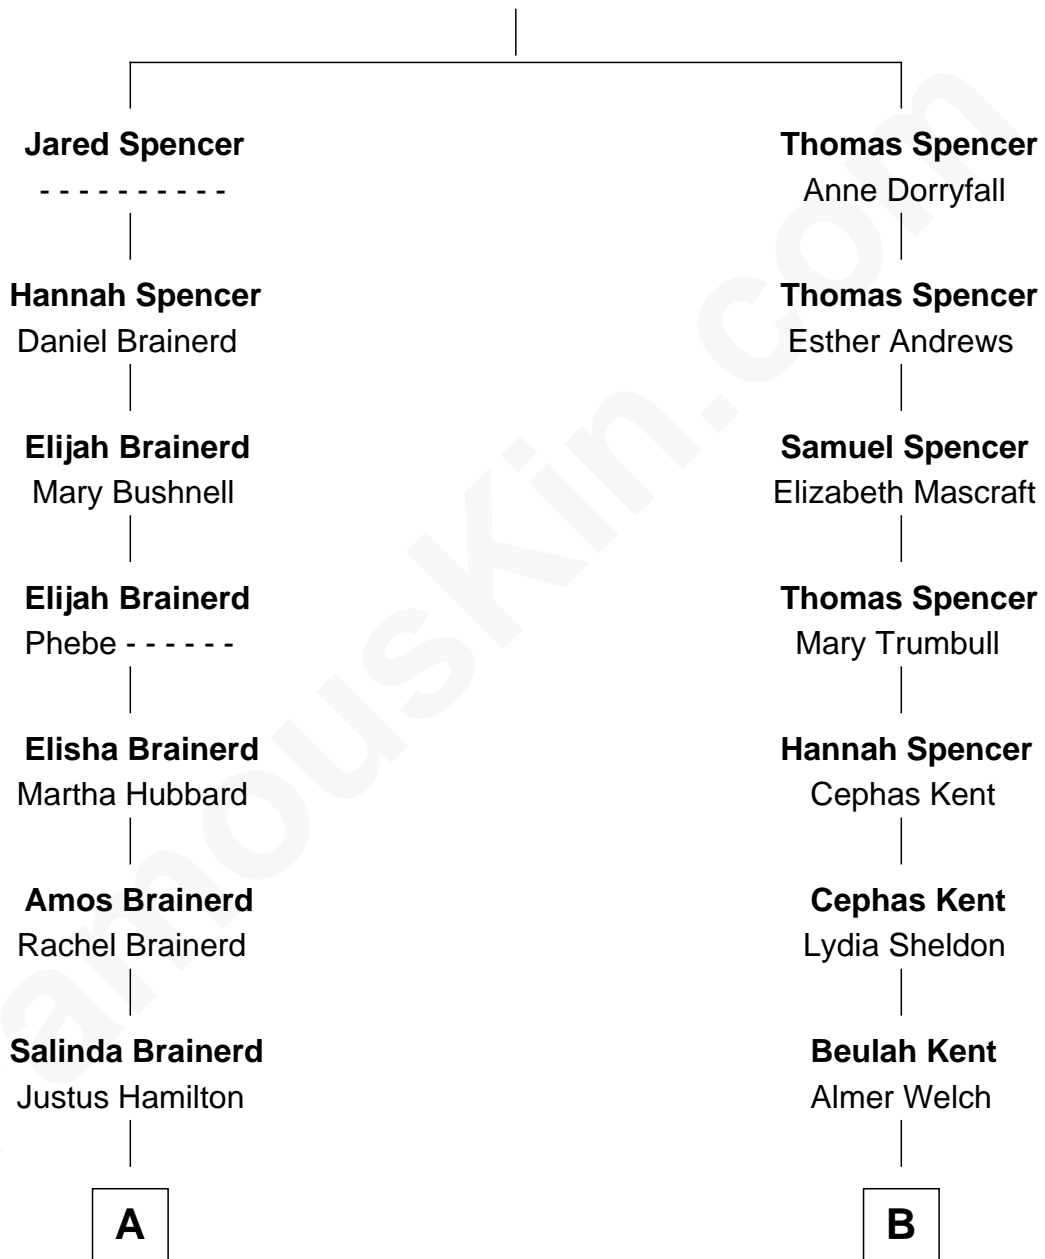 Jared Spencer
- - - - - - - - - -
Hannah Spencer
Daniel Brainerd
Elijah Brainerd
Mary Bushnell
Elijah Brainerd
Phebe - - - - - -
Elisha Brainerd
Martha Hubbard
Amos Brainerd
Rachel Brainerd
Salinda Brainerd
Justus Hamilton
A
Thomas Spencer
Anne Dorryfall
Thomas Spencer
Esther Andrews
Samuel Spencer
Elizabeth Mascraft
Thomas Spencer
Mary Trumbull
Hannah Spencer
Cephas Kent
Cephas Kent
Lydia Sheldon
Beulah Kent
Almer Welch
B
amouskin.com